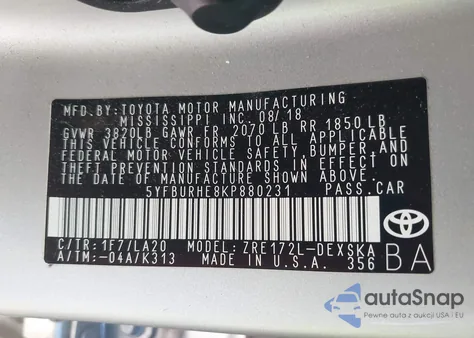 MFD. BY: TOYOTA MOTOR MANUFACTURING
MISSISSIPPI INC. 08/18
GVWR 3820LB GAWR FR 2070 LB RR 1850 LB
THIS VEHICLE CONFORMS TO ALL APPLICABLE
FEDERAL MOTOR VEHICLE SAFETY, BUMPER, AND
THEFT PREVENTION STANDARDS IN EFFECT ON
THE DATE OF MANUFACTURE SHOWN ABOVE.
5YFBURHE8KP880231 PASS.CAR
C/TR: 1F7/LA20 MODEL: ZRE172L-DEXSKA
A/TM: -04A/K313 MADE IN U.S.A. 356
BA
TOYOTA
autoSnap
Pewne auta z aukcji USA i EU